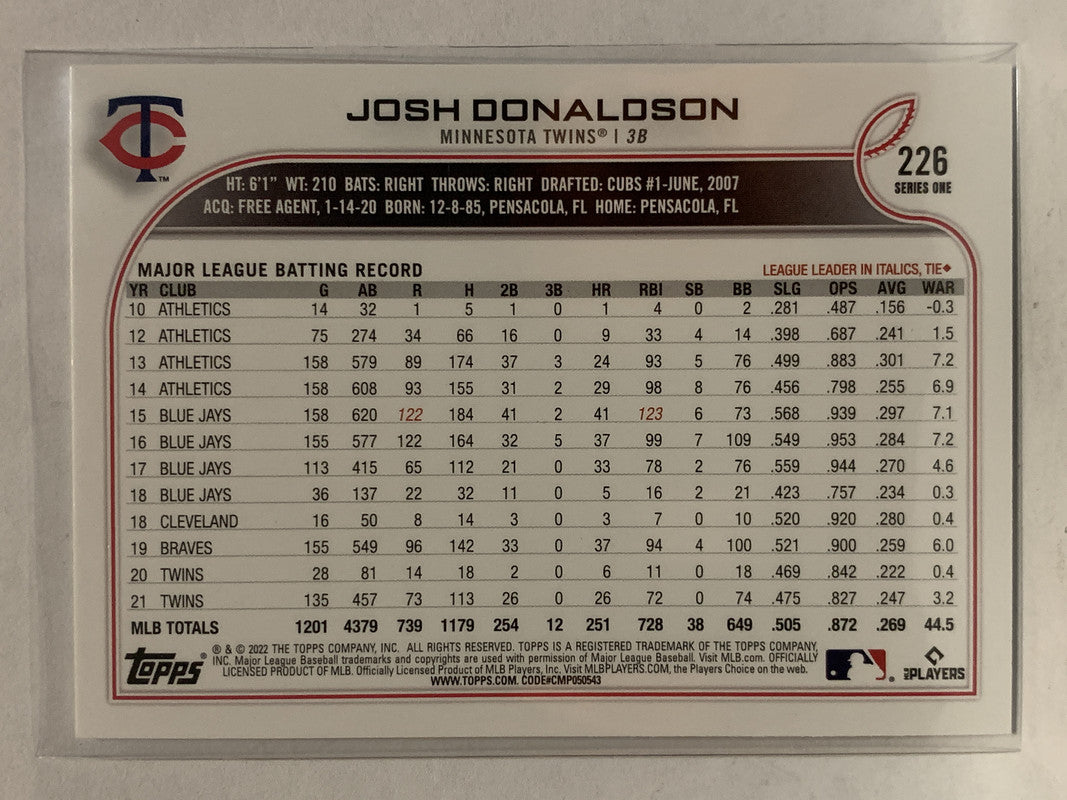 TC™
JOSH DONALDSON
MINNESOTA TWINS® | 3B
226
SERIES ONE
HT: 6'1" WT: 210 BATS: RIGHT THROWS: RIGHT DRAFTED: CUBS #1-JUNE, 2007
ACQ: FREE AGENT, 1-14-20 BORN: 12-8-85, PENSACOLA, FL HOME: PENSACOLA, FL
MAJOR LEAGUE BATTING RECORD LEAGUE LEADER IN ITALICS, TIE◆
YR CLUB G AB R H 2B 3B HR RBI SB BB SLG OPS AVG WAR
10 ATHLETICS 14 32 1 5 1 0 1 4 0 2 .281 .487 .156 -0.3
12 ATHLETICS 75 274 34 66 16 0 9 33 4 14 .398 .687 .241 1.5
13 ATHLETICS 158 579 89 174 37 3 24 93 5 76 .499 .883 .301 7.2
14 ATHLETICS 158 608 93 155 31 2 29 98 8 76 .456 .798 .255 6.9
15 BLUE JAYS 158 620 122 184 41 2 41 123 6 73 .568 .939 .297 7.1
16 BLUE JAYS 155 577 122 164 32 5 37 99 7 109 .549 .953 .284 7.2
17 BLUE JAYS 113 415 65 112 21 0 33 78 2 76 .559 .944 .270 4.6
18 BLUE JAYS 36 137 22 32 11 0 5 16 2 21 .423 .757 .234 0.3
18 CLEVELAND 16 50 8 14 3 0 3 7 0 10 .520 .920 .280 0.4
19 BRAVES 155 549 96 142 33 0 37 94 4 100 .521 .900 .259 6.0
20 TWINS 28 81 14 18 2 0 6 11 0 18 .469 .842 .222 0.4
21 TWINS 135 457 73 113 26 0 26 72 0 74 .475 .827 .247 3.2
MLB TOTALS 1201 4379 739 1179 254 12 251 728 38 649 .505 .872 .269 44.5
topps
® & © 2022 THE TOPPS COMPANY, INC. ALL RIGHTS RESERVED. TOPPS IS A REGISTERED TRADEMARK OF THE TOPPS COMPANY,
INC. Major League Baseball trademarks and copyrights are used with permission of Major League Baseball. Visit MLB.com. OFFICIALLY
LICENSED PRODUCT OF MLB. Officially Licensed Product of MLB Players, Inc. Visit MLBPLAYERS.COM, the Players Choice on the web.
WWW.TOPPS.COM. CODE#CMP050543
MLB PLAYERS